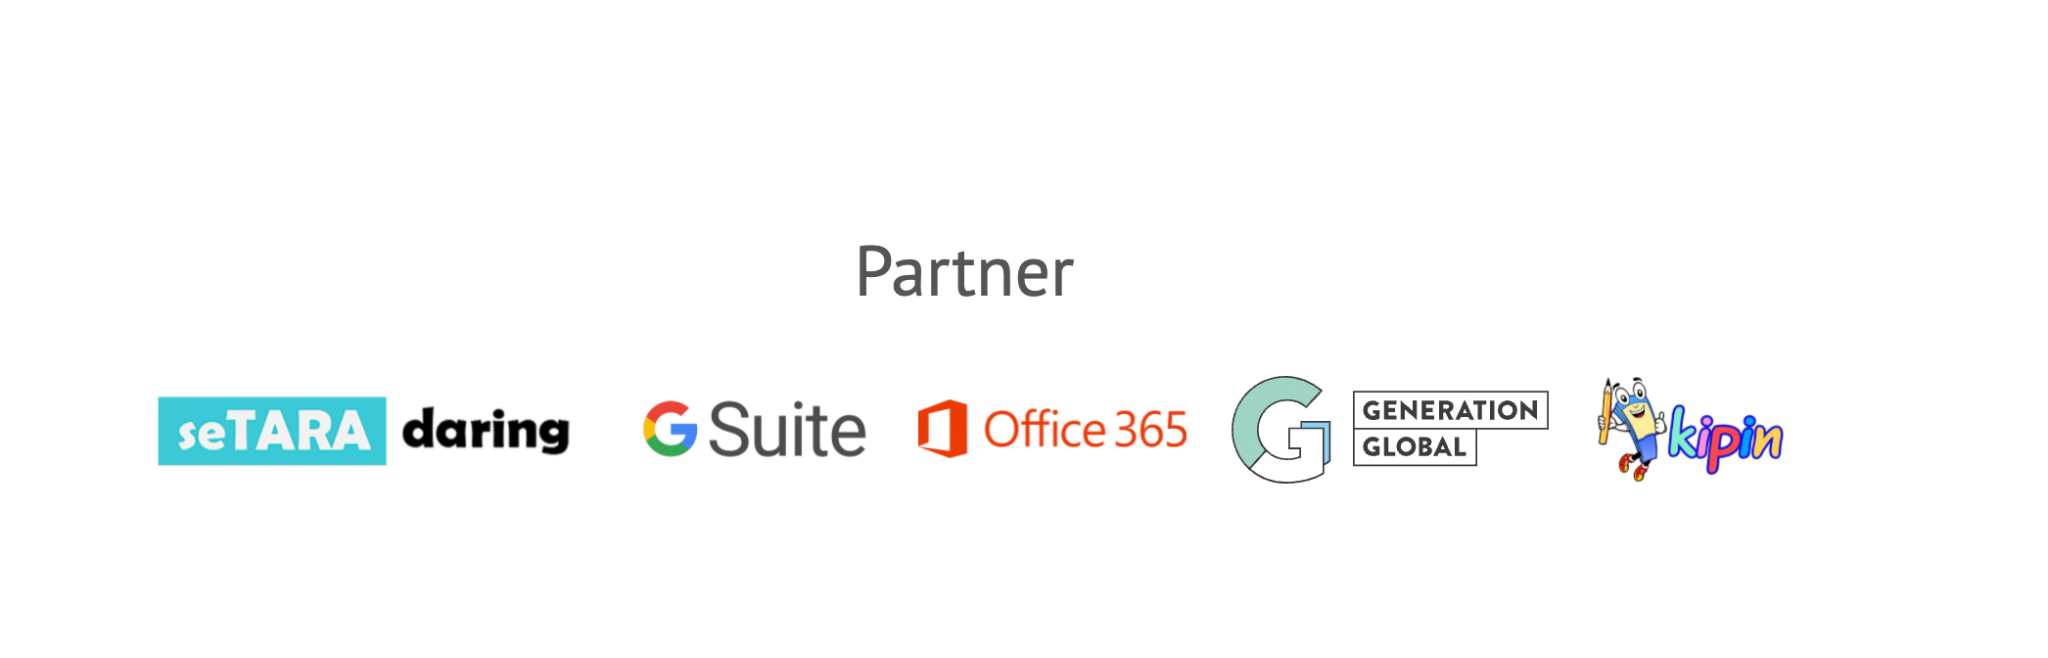 Partner
seTARA daring
G Suite
Office 365
GENERATION
GLOBAL
kipin